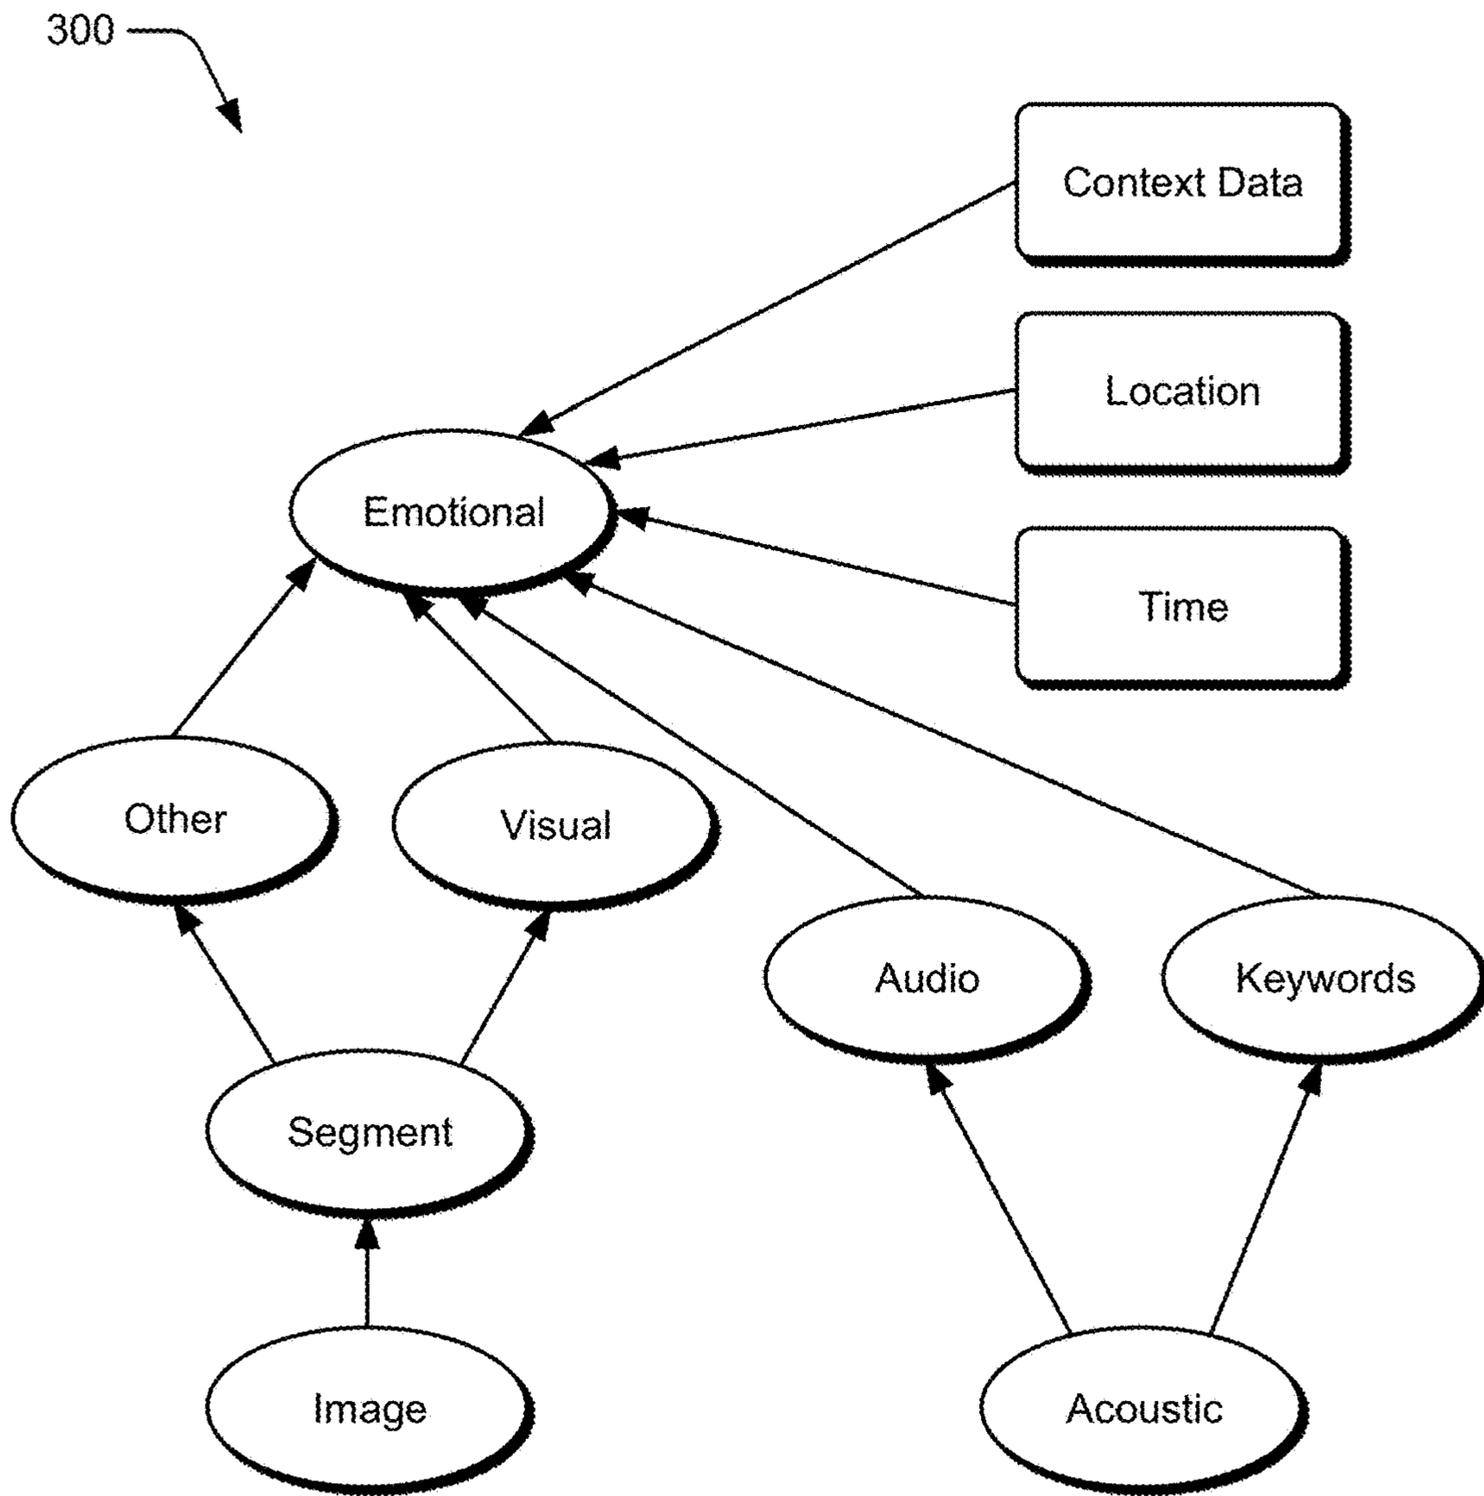 300
Context Data
Location
Emotional
Time
Other
Visual
Audio
Keywords
Segment
Image
Acoustic